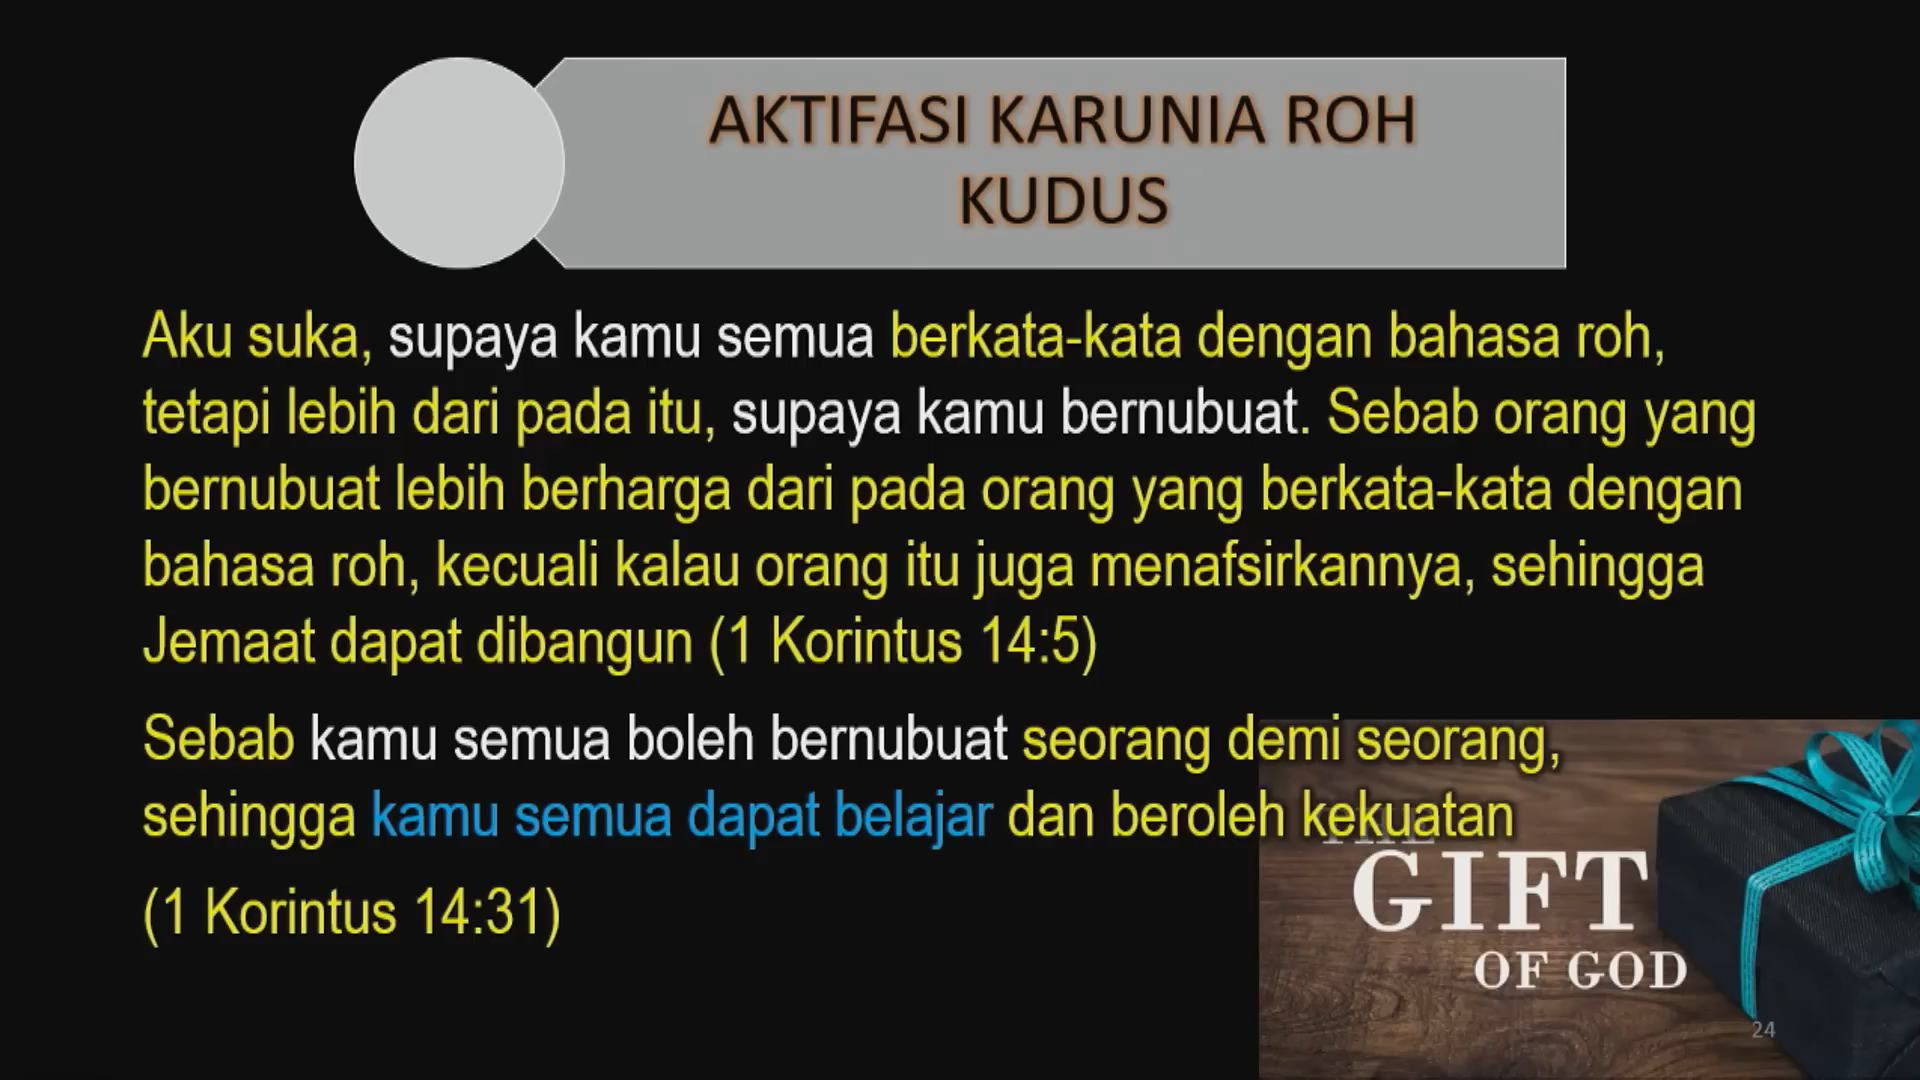 AKTIFASI KARUNIA ROH
KUDUS
Aku suka, supaya kamu semua berkata-kata dengan bahasa roh,
tetapi lebih dari pada itu, supaya kamu bernubuat. Sebab orang yang
bernubuat lebih berharga dari pada orang yang berkata-kata dengan
bahasa roh, kecuali kalau orang itu juga menafsirkannya, sehingga
Jemaat dapat dibangun (1 Korintus 14:5)
Sebab kamu semua boleh bernubuat seorang demi seorang,
sehingga kamu semua dapat belajar dan beroleh kekuatan
(1 Korintus 14:31)
THE
GIFT
OF GOD
24